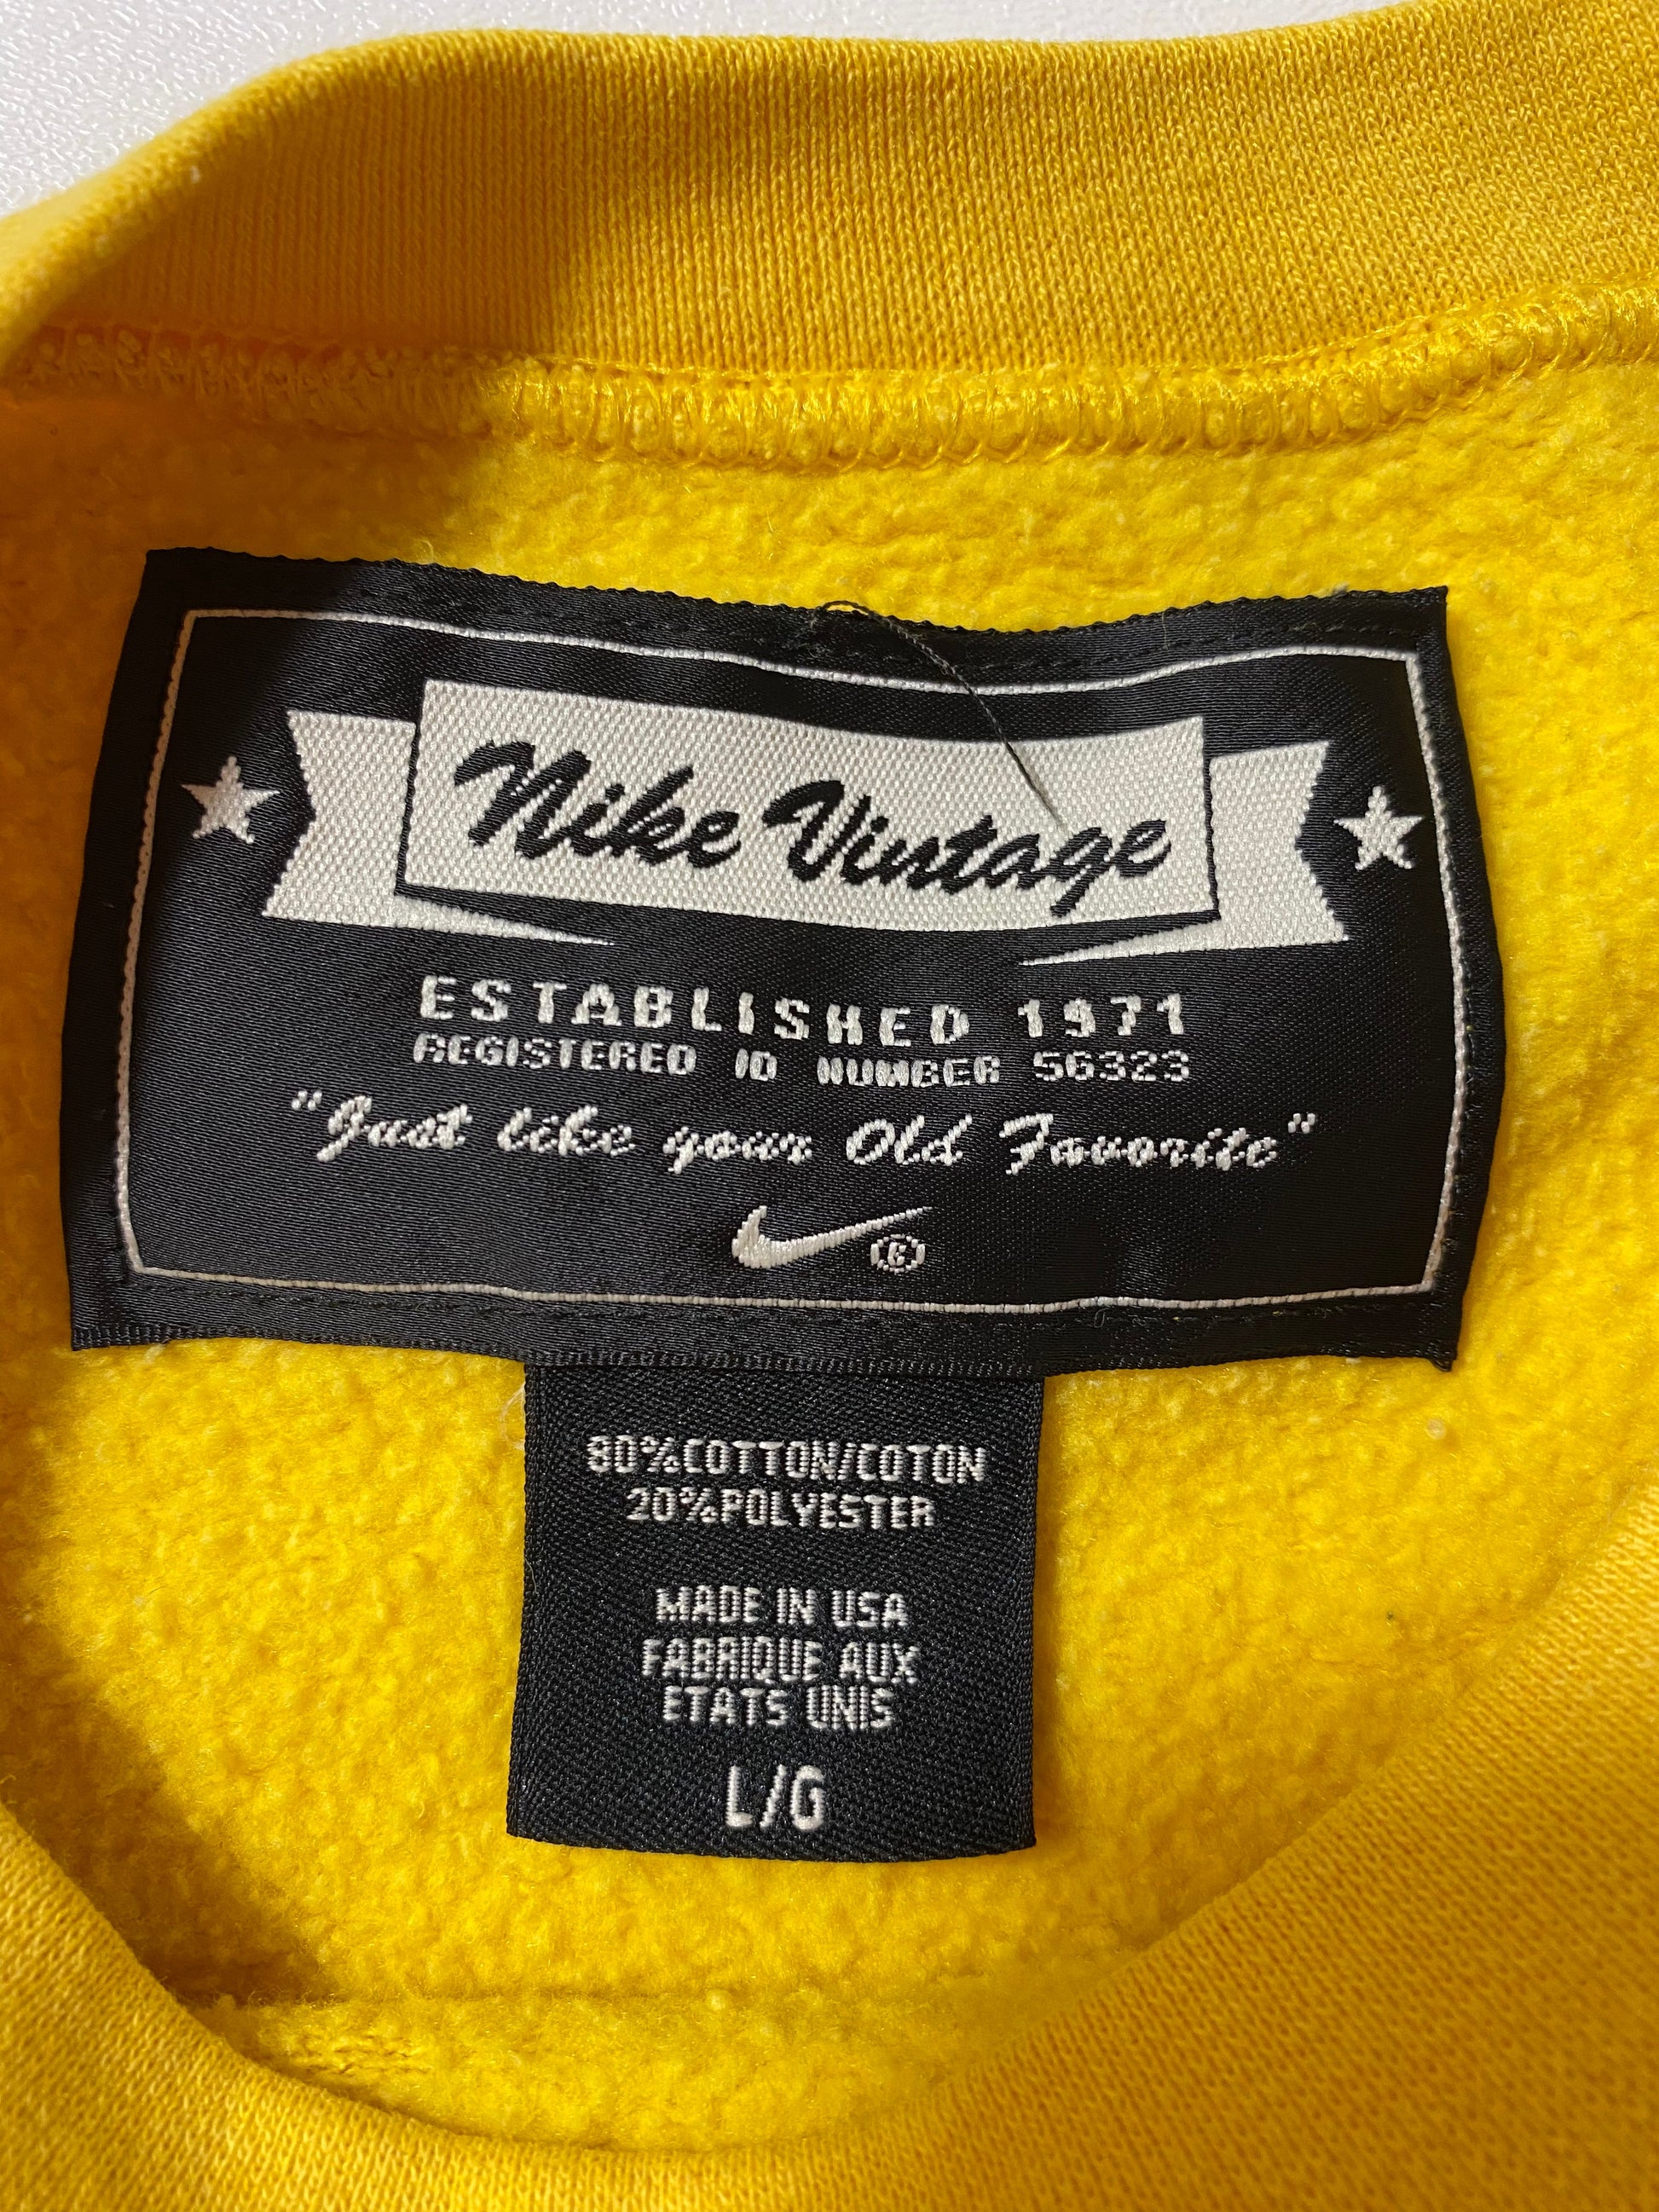 Nike Vintage
ESTABLISHED 1971
REGISTERED ID NUMBER 56323
"Just like your Old Favorite"
®
80%COTTON/COTON
20%POLYESTER
MADE IN USA
FABRIQUE AUX
ETATS UNIS
L/G